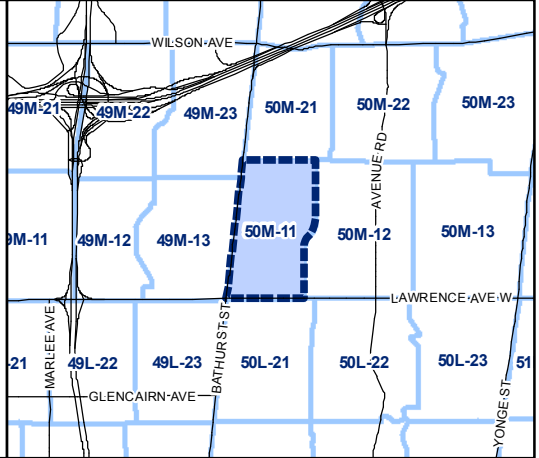 WILSON AVE
49M-21
49M-22
49M-23
50M-21
50M-22
50M-23
AVENUE RD
9M-11
49M-12
49M-13
50M-11
50M-12
50M-13
LAWRENCE AVE W
MARLEE AVE
BATHURST ST
-21
49L-22
49L-23
50L-21
50L-22
50L-23
51
GLENCAIRN AVE
YONGE ST